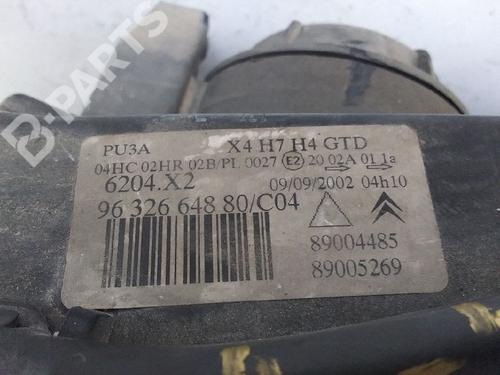 B-PARTS
PU3A X4 H7 H4 GTD
04HC 02HR 02B/PL 0027 E2 20 02A 01 1a
6204.X2 09/09/2002 04h10
96 326 648 80/C04
89004485
89005269